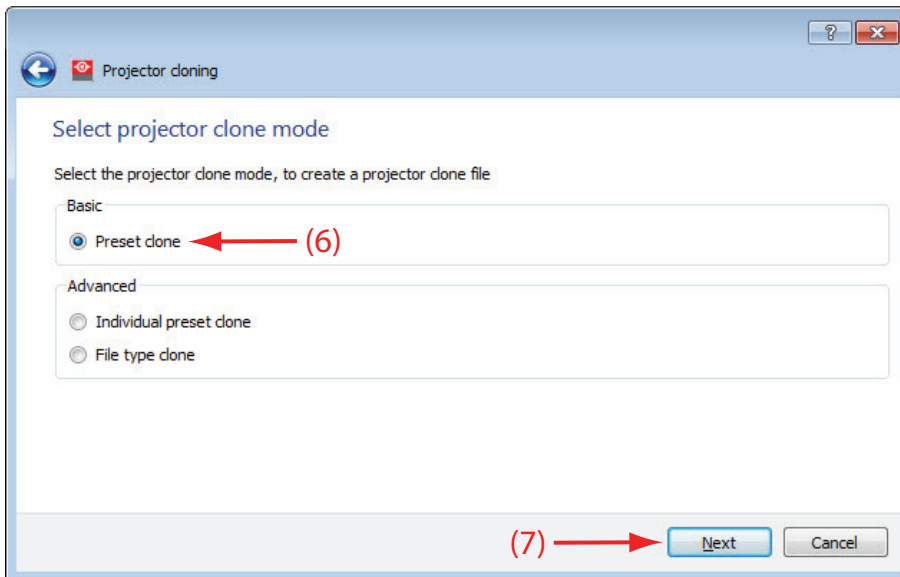 ?
Projector cloning
Select projector clone mode
Select the projector clone mode, to create a projector clone file
Basic
Preset clone (6)
Advanced
Individual preset clone
File type clone
(7) Next Cancel